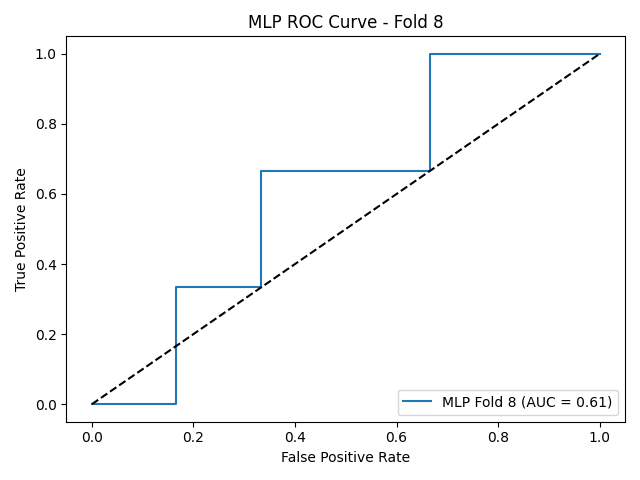 MLP ROC Curve - Fold 8
True Positive Rate
1.0
0.8
0.6
0.4
0.2
0.0
0.0 0.2 0.4 0.6 0.8 1.0
False Positive Rate
MLP Fold 8 (AUC = 0.61)